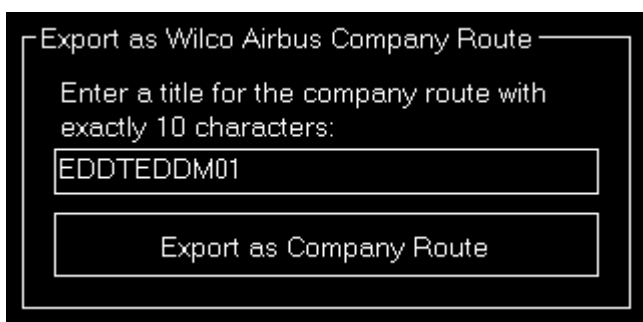 Export as Wilco Airbus Company Route
Enter a title for the company route with
exactly 10 characters:
EDDTEDDM01
Export as Company Route